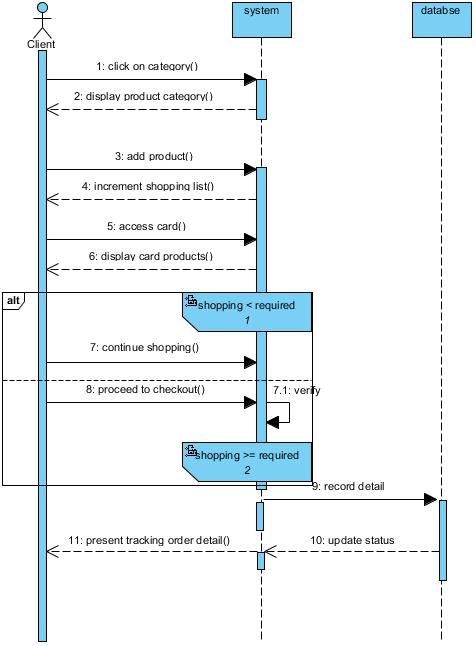 system
databse
Client
1: click on category()
2: display product category()
3: add product()
4: increment shopping list()
5: access card()
6: display card products()
alt
shopping < required
1
7: continue shopping()
8: proceed to checkout()
7.1: verify
shopping >= required
2
9: record detail
11: present tracking order detail()
10: update status